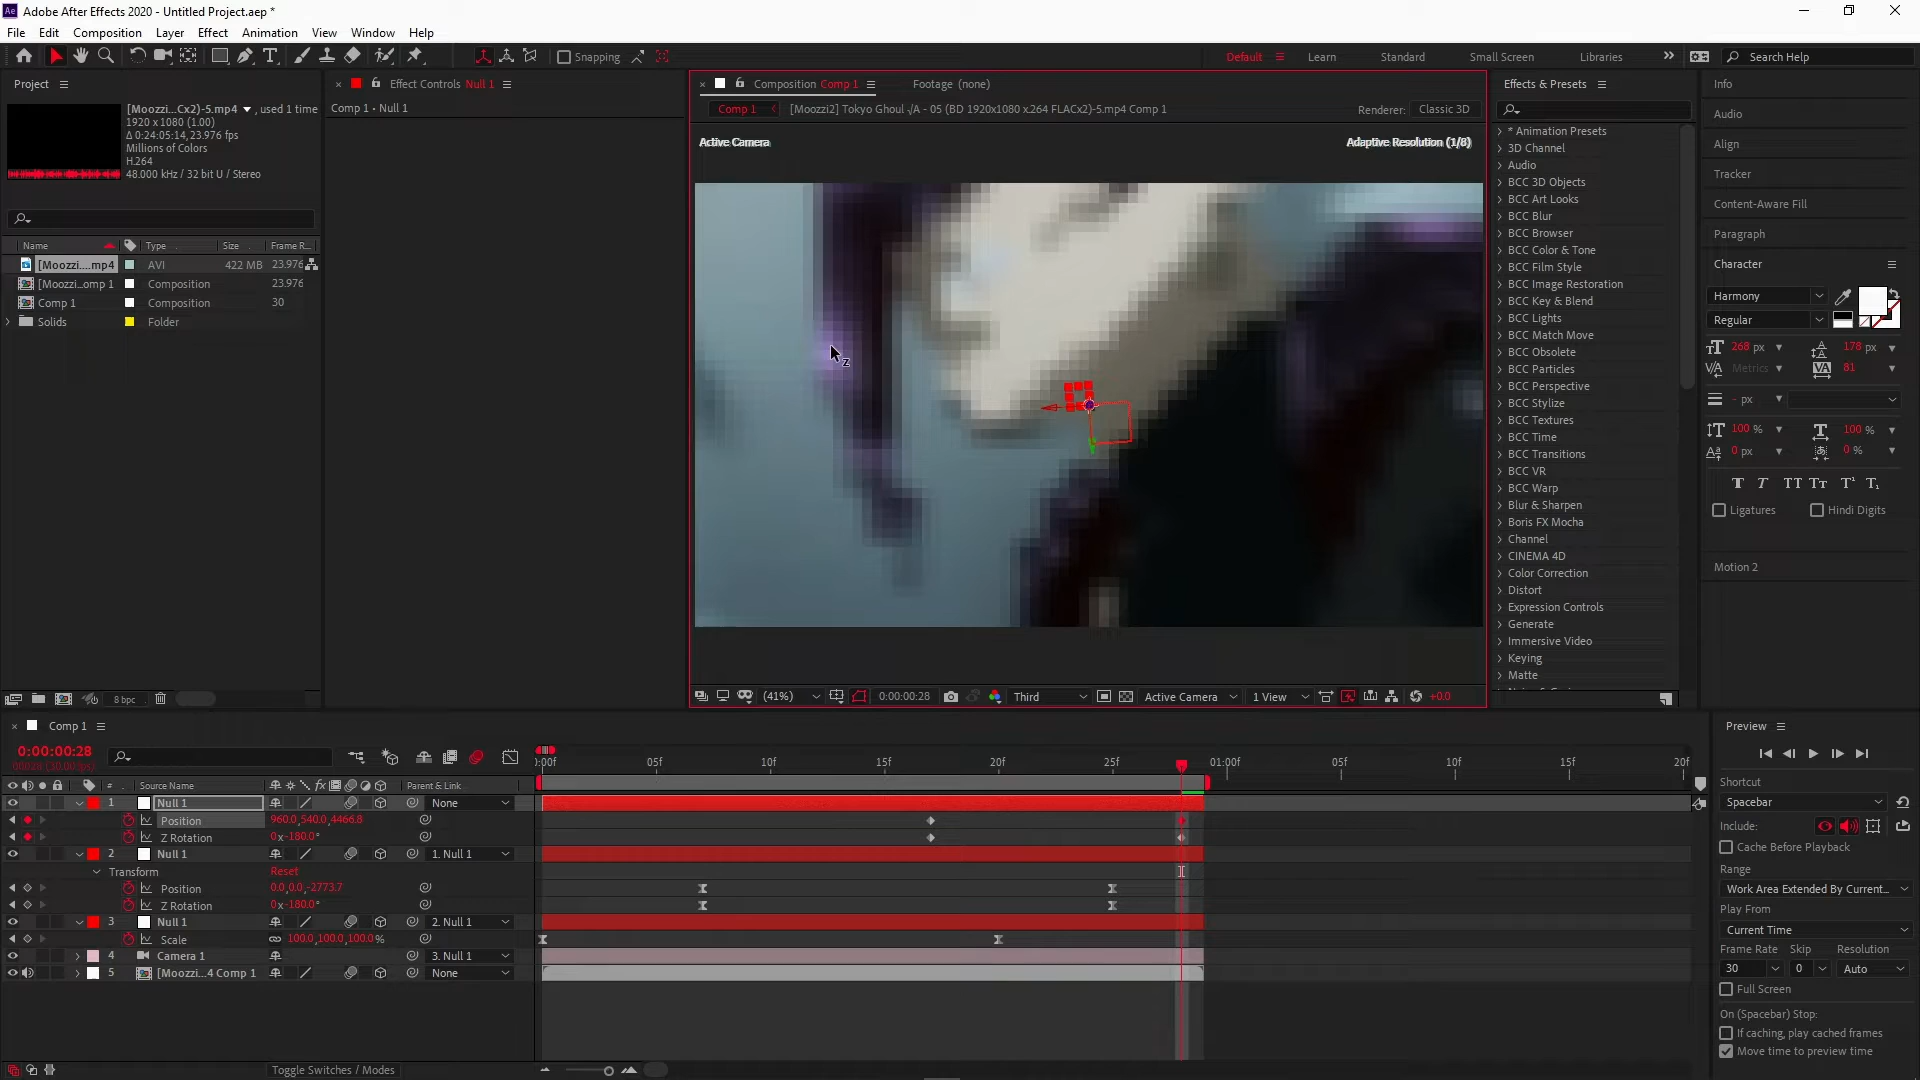 Adobe After Effects 2020 - Untitled Project.aep *
File Edit Composition Layer Effect Animation View Window Help
Snapping
Default
Learn
Standard
Small Screen
Libraries
Search Help
Project
[Moozzi...Cx2)-5.mp4 , used 1 time
1920 x 1080 (1.00)
Δ 0:24:05:14, 23.976 fps
Millions of Colors
H.264
48.000 kHz / 32 bit U / Stereo
Name Type Size Frame R...
[Moozzi....mp4 AVI 422 MB 23.976
[Moozzi...omp 1 Composition 23.976
Comp 1 Composition 30
Solids Folder
8 bpc
Effect Controls Null 1
Comp 1 • Null 1
Composition Comp 1
Footage (none)
Comp 1
[Moozzi2] Tokyo Ghoul √A - 05 (BD 1920x1080 x.264 FLACx2)-5.mp4 Comp 1
Renderer: Classic 3D
Active Camera
Adaptive Resolution (1/8)
z
(41%) 0:00:00:28 Third Active Camera 1 View +0.0
Effects & Presets
* Animation Presets
3D Channel
Audio
BCC 3D Objects
BCC Art Looks
BCC Blur
BCC Browser
BCC Color & Tone
BCC Film Style
BCC Image Restoration
BCC Key & Blend
BCC Lights
BCC Match Move
BCC Obsolete
BCC Particles
BCC Perspective
BCC Stylize
BCC Textures
BCC Time
BCC Transitions
BCC VR
BCC Warp
Blur & Sharpen
Boris FX Mocha
Channel
CINEMA 4D
Color Correction
Distort
Expression Controls
Generate
Immersive Video
Keying
Matte
Info
Audio
Align
Tracker
Content-Aware Fill
Paragraph
Character
Harmony
Regular
268 px 178 px
Metrics 81
- px
100 % 100 %
0 px 0 %
Ligatures Hindi Digits
Motion 2
Comp 1
0:00:00:28
:00f 05f 10f 15f 20f 25f 01:00f 05f 10f 15f 20f
# Source Name Parent & Link
1 Null 1 None
Position 960.0,540.0,4466.8
Z Rotation 0x-180.0°
2 Null 1 1. Null 1
Transform Reset
Position 0.0,0.0,-2773.7
Z Rotation 0x-180.0°
3 Null 1 2. Null 1
Scale 100.0,100.0,100.0%
4 Camera 1 3. Null 1
5 [Moozzi...4 Comp 1 None
Toggle Switches / Modes
Preview
Shortcut
Spacebar
Include:
Cache Before Playback
Range
Work Area Extended By Current...
Play From
Current Time
Frame Rate Skip Resolution
30 0 Auto
Full Screen
On (Spacebar) Stop:
If caching, play cached frames
Move time to preview time